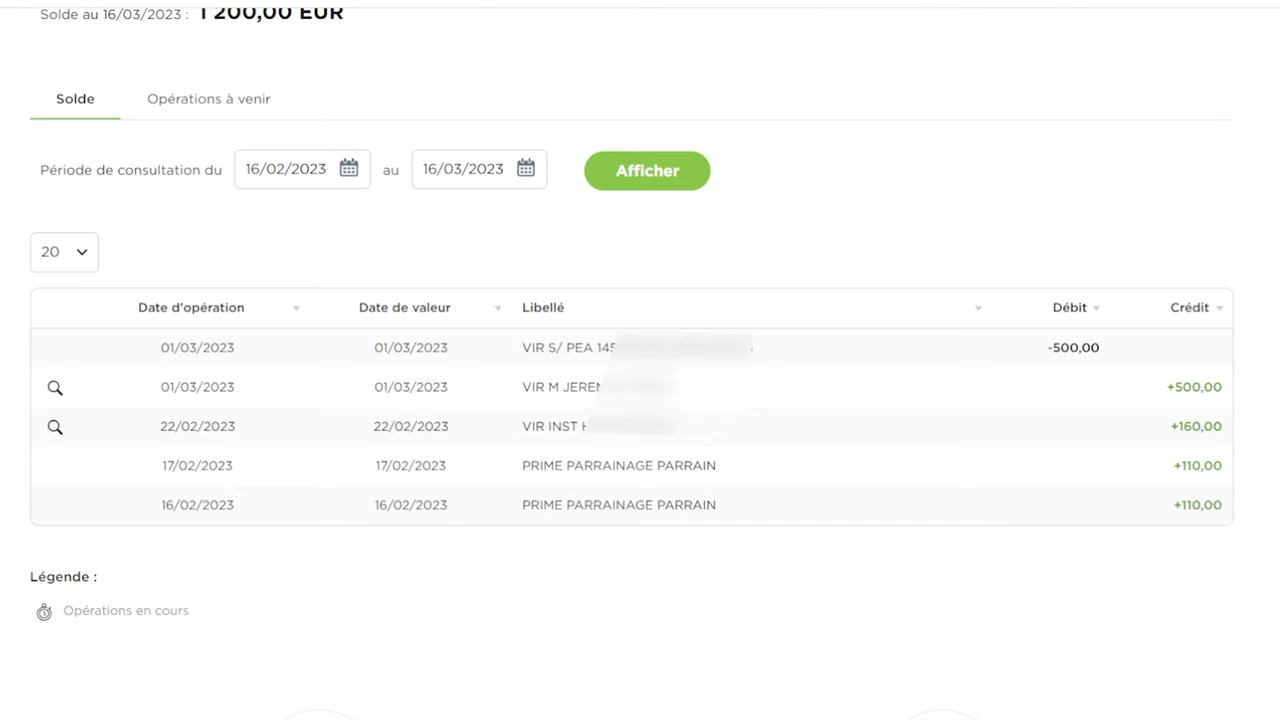 Solde au 16/03/2023 : 1 200,00 EUR
Solde Opérations à venir
Période de consultation du 16/02/2023 au 16/03/2023 Afficher
20
Date d'opération Date de valeur Libellé Débit Crédit
01/03/2023 01/03/2023 VIR S/ PEA 145 -500,00
01/03/2023 01/03/2023 VIR M JEREM +500,00
22/02/2023 22/02/2023 VIR INST +160,00
17/02/2023 17/02/2023 PRIME PARRAINAGE PARRAIN +110,00
16/02/2023 16/02/2023 PRIME PARRAINAGE PARRAIN +110,00
Légende :
Opérations en cours